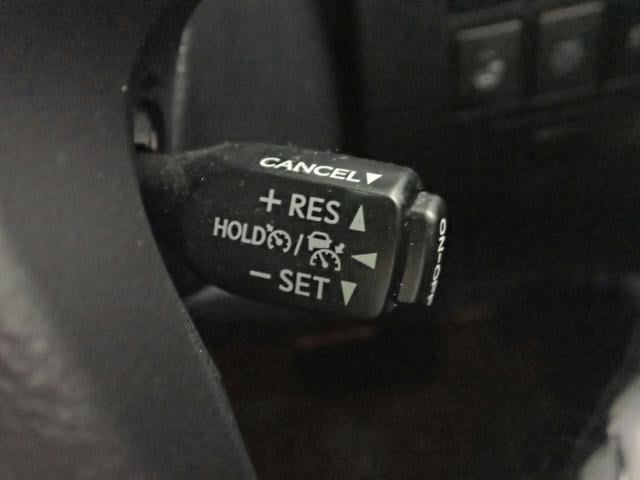 CANCEL▼
+ RES ▲
HOLD / ◀
− SET ▼
ON-OFF